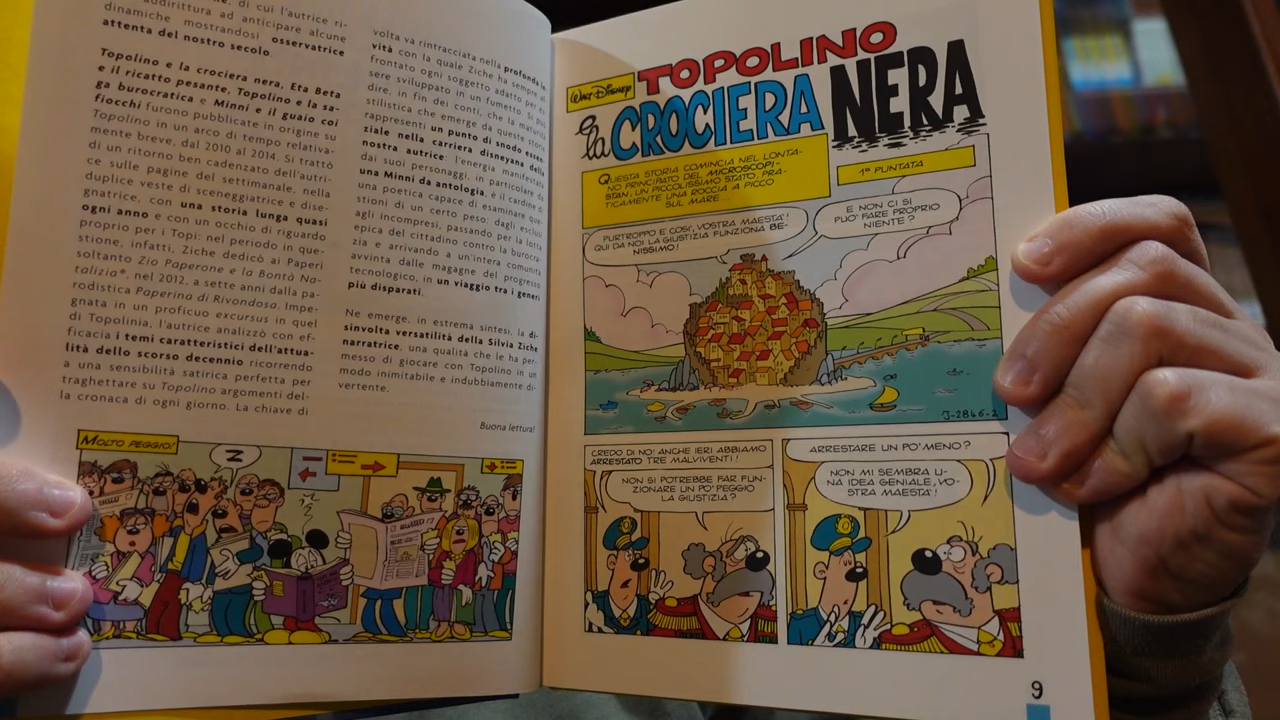 di cui l'autrice ri-
addirittura ad anticipare alcune
dinamiche mostrandosi osservatrice
attenta del nostro secolo.
Topolino e la crociera nera, Eta Beta
e il ricatto pesante, Topolino e la sa-
ga burocratica e Minni e il guaio coi
fiocchi furono pubblicate in origine su
Topolino in un arco di tempo relativa-
mente breve, dal 2010 al 2014. Si trattò
di un ritorno ben cadenzato dell'autri-
ce sulle pagine del settimanale, nella
duplice veste di sceneggiatrice e dise-
gnatrice, con una storia lunga quasi
ogni anno e con un occhio di riguardo
proprio per i Topi: nel periodo in que-
stione, infatti, Ziche dedicò ai Paperi
soltanto Zio Paperone e la Bontà Na-
talizia®, nel 2012, a sette anni dalla pa-
rodistica Paperina di Rivondosa. Impe-
gnata in un proficuo excursus in quel
di Topolinia, l'autrice analizzò con ef-
ficacia i temi caratteristici dell'attua-
lità dello scorso decennio ricorrendo
a una sensibilità satirica perfetta per
traghettare su Topolino argomenti del-
la cronaca di ogni giorno. La chiave di
volta va rintracciata nella profonda le-
vità con la quale Ziche ha sempre af-
frontato ogni soggetto adatto per es-
sere sviluppato in un fumetto. Si può
dire, in fin dei conti, che la maturità
stilistica che emerge da queste storie
rappresenti un punto di snodo essen-
ziale nella carriera disneyana della
nostra autrice: l'energia manifestata
dai suoi personaggi, in particolare da
una Minni da antologia, è il cardine di
una poetica capace di esaminare que-
stioni di un certo peso, dagli esclusi
agli incompresi, passando per la lotta
epica del cittadino contro la burocra-
zia e arrivando a un'intera comunità
avvinta dalle magagne del progresso
tecnologico, in un viaggio tra i generi
più disparati.
Ne emerge, in estrema sintesi, la di-
sinvolta versatilità della Silvia Ziche
narratrice, una qualità che le ha per-
messo di giocare con Topolino in un
modo inimitabile e indubbiamente di-
vertente.
Buona lettura!
MOLTO PEGGIO!
Z
WALT DISNEY
TOPOLINO
e la CROCIERA NERA
QUESTA STORIA COMINCIA NEL LONTA-
NO PRINCIPATO DEL MICROSCOPI-
STAN, UN PICCOLISSIMO STATO, PRA-
TICAMENTE UNA ROCCIA A PICCO
SUL MARE...
1ª PUNTATA
PURTROPPO E' COSI', VOSTRA MAESTA'!
QUI DA NOI LA GIUSTIZIA FUNZIONA BE-
NISSIMO!
E NON CI SI
PUO' FARE PROPRIO
NIENTE?
J-2846-2
CREDO DI NO! ANCHE IERI ABBIAMO
ARRESTATO TRE MALVIVENTI!
NON SI POTREBBE FAR FUN-
ZIONARE UN PO' PEGGIO
LA GIUSTIZIA?
ARRESTARE UN PO' MENO?
NON MI SEMBRA U-
NA IDEA GENIALE, VO-
STRA MAESTA'!
9